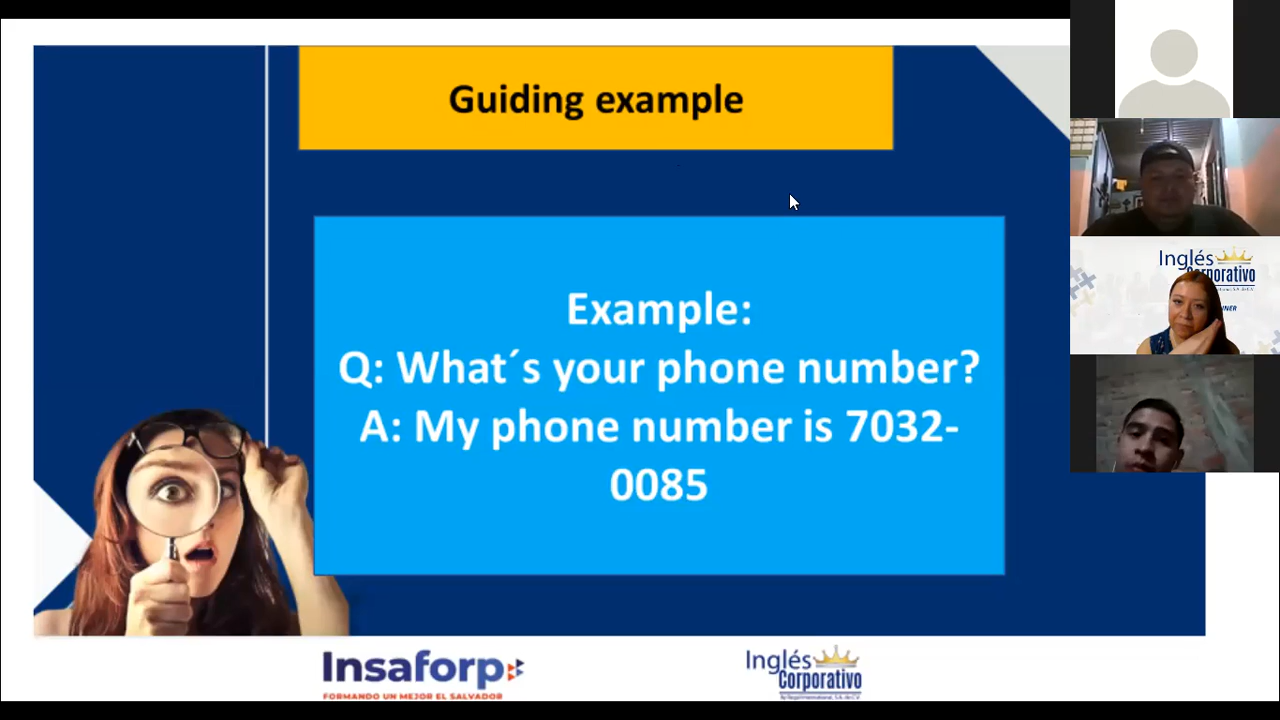 Guiding example
Example:
Q: What´s your phone number?
A: My phone number is 7032-
0085
Insaforp
FORMANDO UN MEJOR EL SALVADOR
Inglés
Corporativo
Inglés
Corporativo